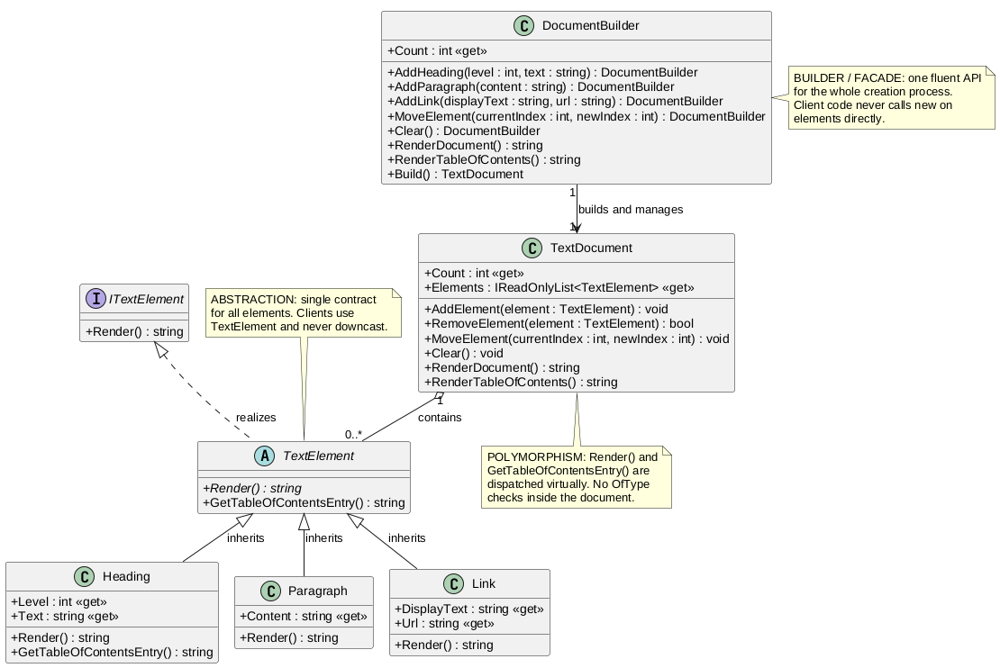 C DocumentBuilder
+Count : int «get»
+AddHeading(level : int, text : string) : DocumentBuilder
+AddParagraph(content : string) : DocumentBuilder
+AddLink(displayText : string, url : string) : DocumentBuilder
+MoveElement(currentIndex : int, newIndex : int) : DocumentBuilder
+Clear() : DocumentBuilder
+RenderDocument() : string
+RenderTableOfContents() : string
+Build() : TextDocument
BUILDER / FACADE: one fluent API
for the whole creation process.
Client code never calls new on
elements directly.
1
builds and manages
1
C TextDocument
+Count : int «get»
+Elements : IReadOnlyList<TextElement> «get»
+AddElement(element : TextElement) : void
+RemoveElement(element : TextElement) : bool
+MoveElement(currentIndex : int, newIndex : int) : void
+Clear() : void
+RenderDocument() : string
+RenderTableOfContents() : string
I ITextElement
+Render() : string
ABSTRACTION: single contract
for all elements. Clients use
TextElement and never downcast.
realizes
1
contains
0..*
POLYMORPHISM: Render() and
GetTableOfContentsEntry() are
dispatched virtually. No OfType
checks inside the document.
A TextElement
+Render() : string
+GetTableOfContentsEntry() : string
inherits
inherits
inherits
C Heading
+Level : int «get»
+Text : string «get»
+Render() : string
+GetTableOfContentsEntry() : string
C Paragraph
+Content : string «get»
+Render() : string
C Link
+DisplayText : string «get»
+Url : string «get»
+Render() : string